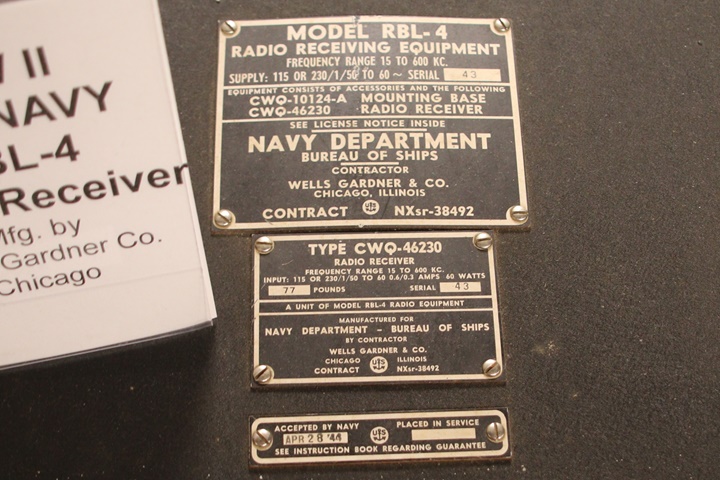 MODEL RBL-4
RADIO RECEIVING EQUIPMENT
FREQUENCY RANGE 15 TO 600 KC.
SUPPLY: 115 OR 230/1/50 TO 60 ~ SERIAL 43
EQUIPMENT CONSISTS OF ACCESSORIES AND THE FOLLOWING
CWQ-10124-A MOUNTING BASE
CWQ-46230 RADIO RECEIVER
SEE LICENSE NOTICE INSIDE
NAVY DEPARTMENT
BUREAU OF SHIPS
CONTRACTOR
WELLS GARDNER & CO.
CHICAGO, ILLINOIS
CONTRACT US NXsr-38492
TYPE CWQ-46230
RADIO RECEIVER
FREQUENCY RANGE 15 TO 600 KC.
INPUT: 115 OR 230/1/50 TO 60 0.6/0.3 AMPS 60 WATTS
77 POUNDS SERIAL 43
A UNIT OF MODEL RBL-4 RADIO EQUIPMENT
MANUFACTURED FOR
NAVY DEPARTMENT - BUREAU OF SHIPS
BY CONTRACTOR
WELLS GARDNER & CO.
CHICAGO ILLINOIS
CONTRACT US NXsr-38492
ACCEPTED BY NAVY PLACED IN SERVICE
APR 28 '44 US
SEE INSTRUCTION BOOK REGARDING GUARANTEE
II
NAVY
BL-4
Receiver
Mfg. by
Gardner Co.
Chicago